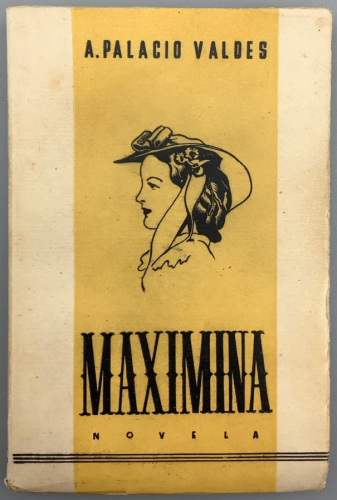 A. PALACIO VALDES
MAXIMINA
NOVELA